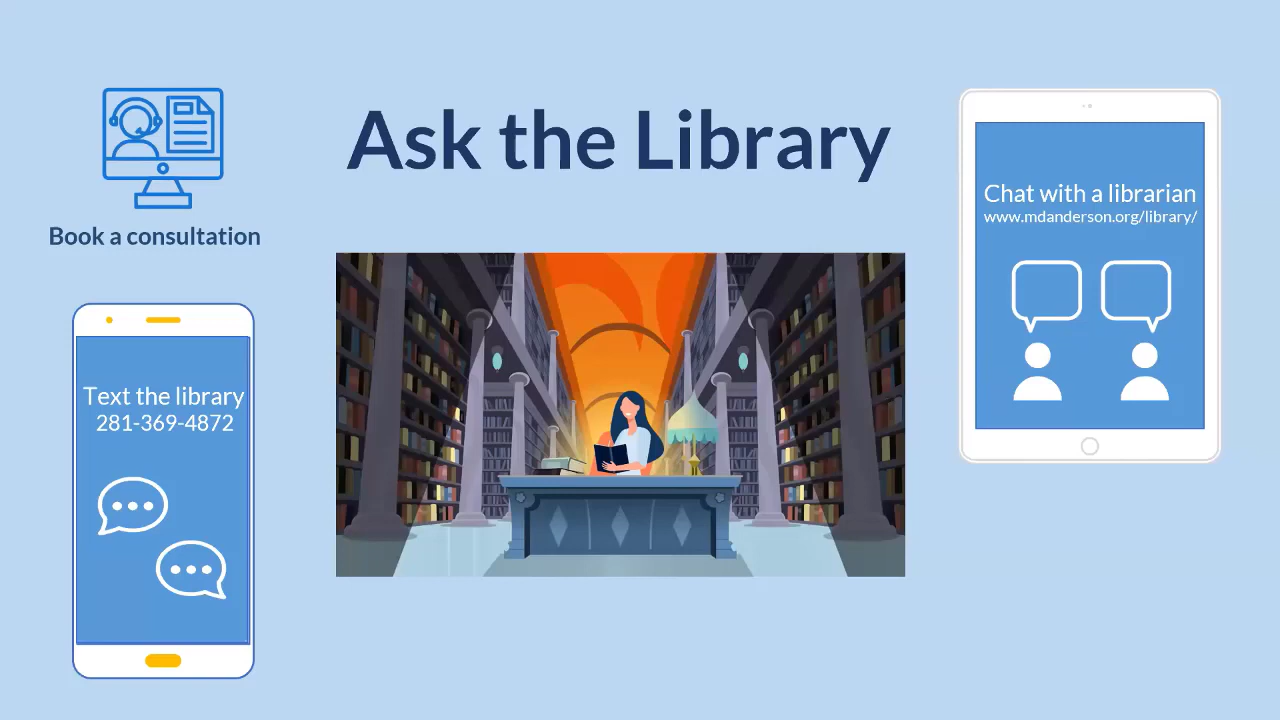 Ask the Library
Book a consultation
Text the library
281-369-4872
Chat with a librarian
www.mdanderson.org/library/